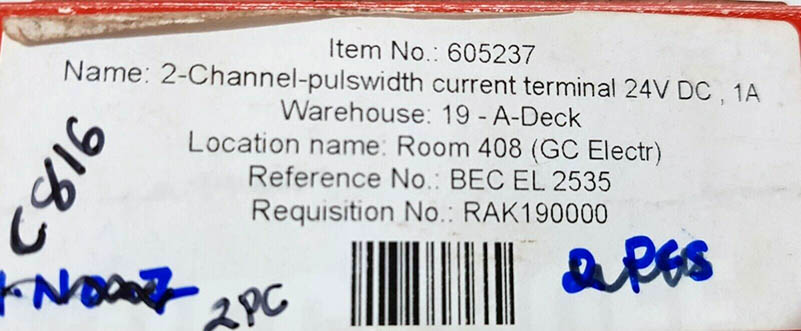 Item No.: 605237
Name: 2-Channel-pulswidth current terminal 24V DC , 1A
Warehouse: 19 - A-Deck
Location name: Room 408 (GC Electr)
Reference No.: BEC EL 2535
Requisition No.: RAK190000
C816
2PC
2 PCS